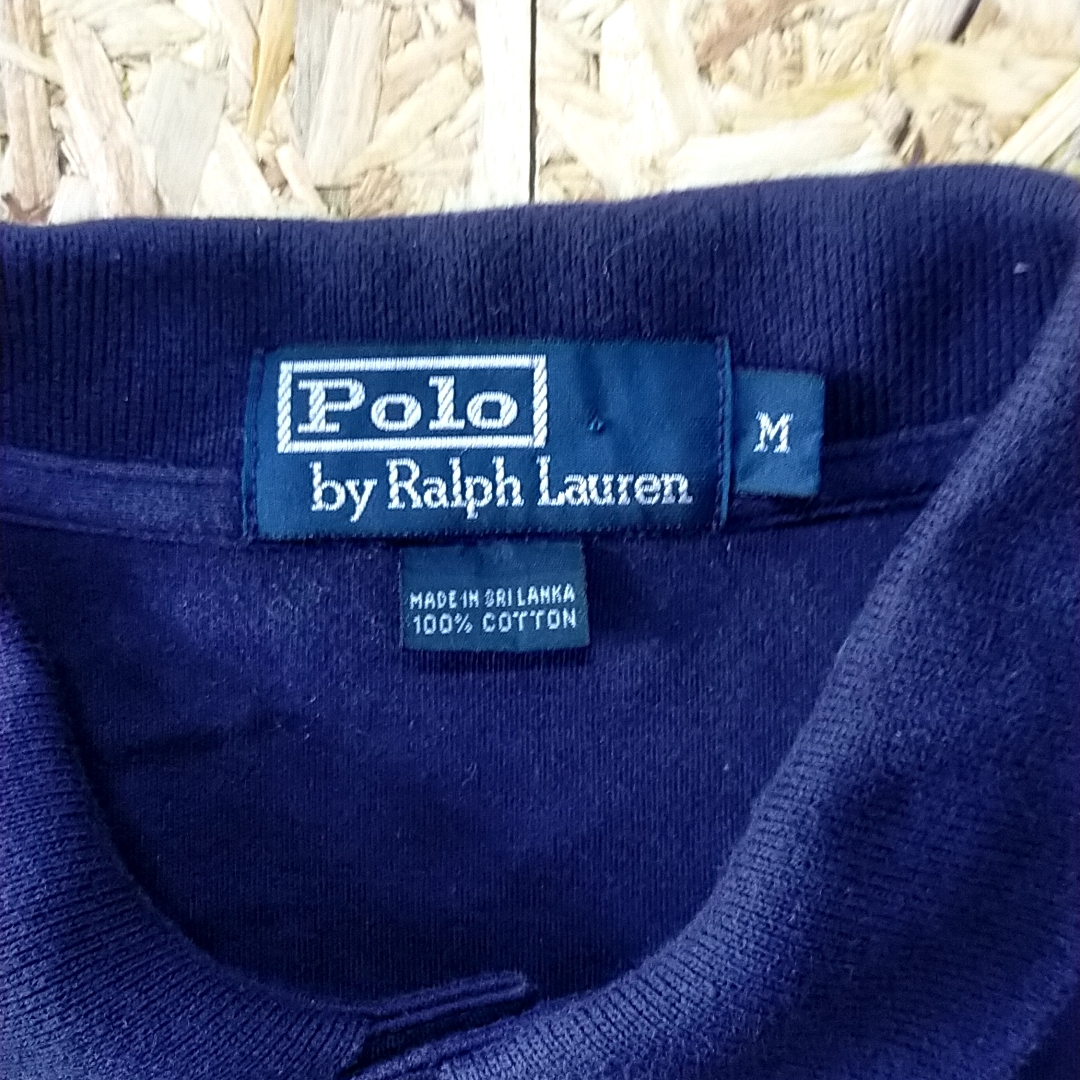 Polo
by Ralph Lauren
M
MADE IN SRI LANKA
100% COTTON